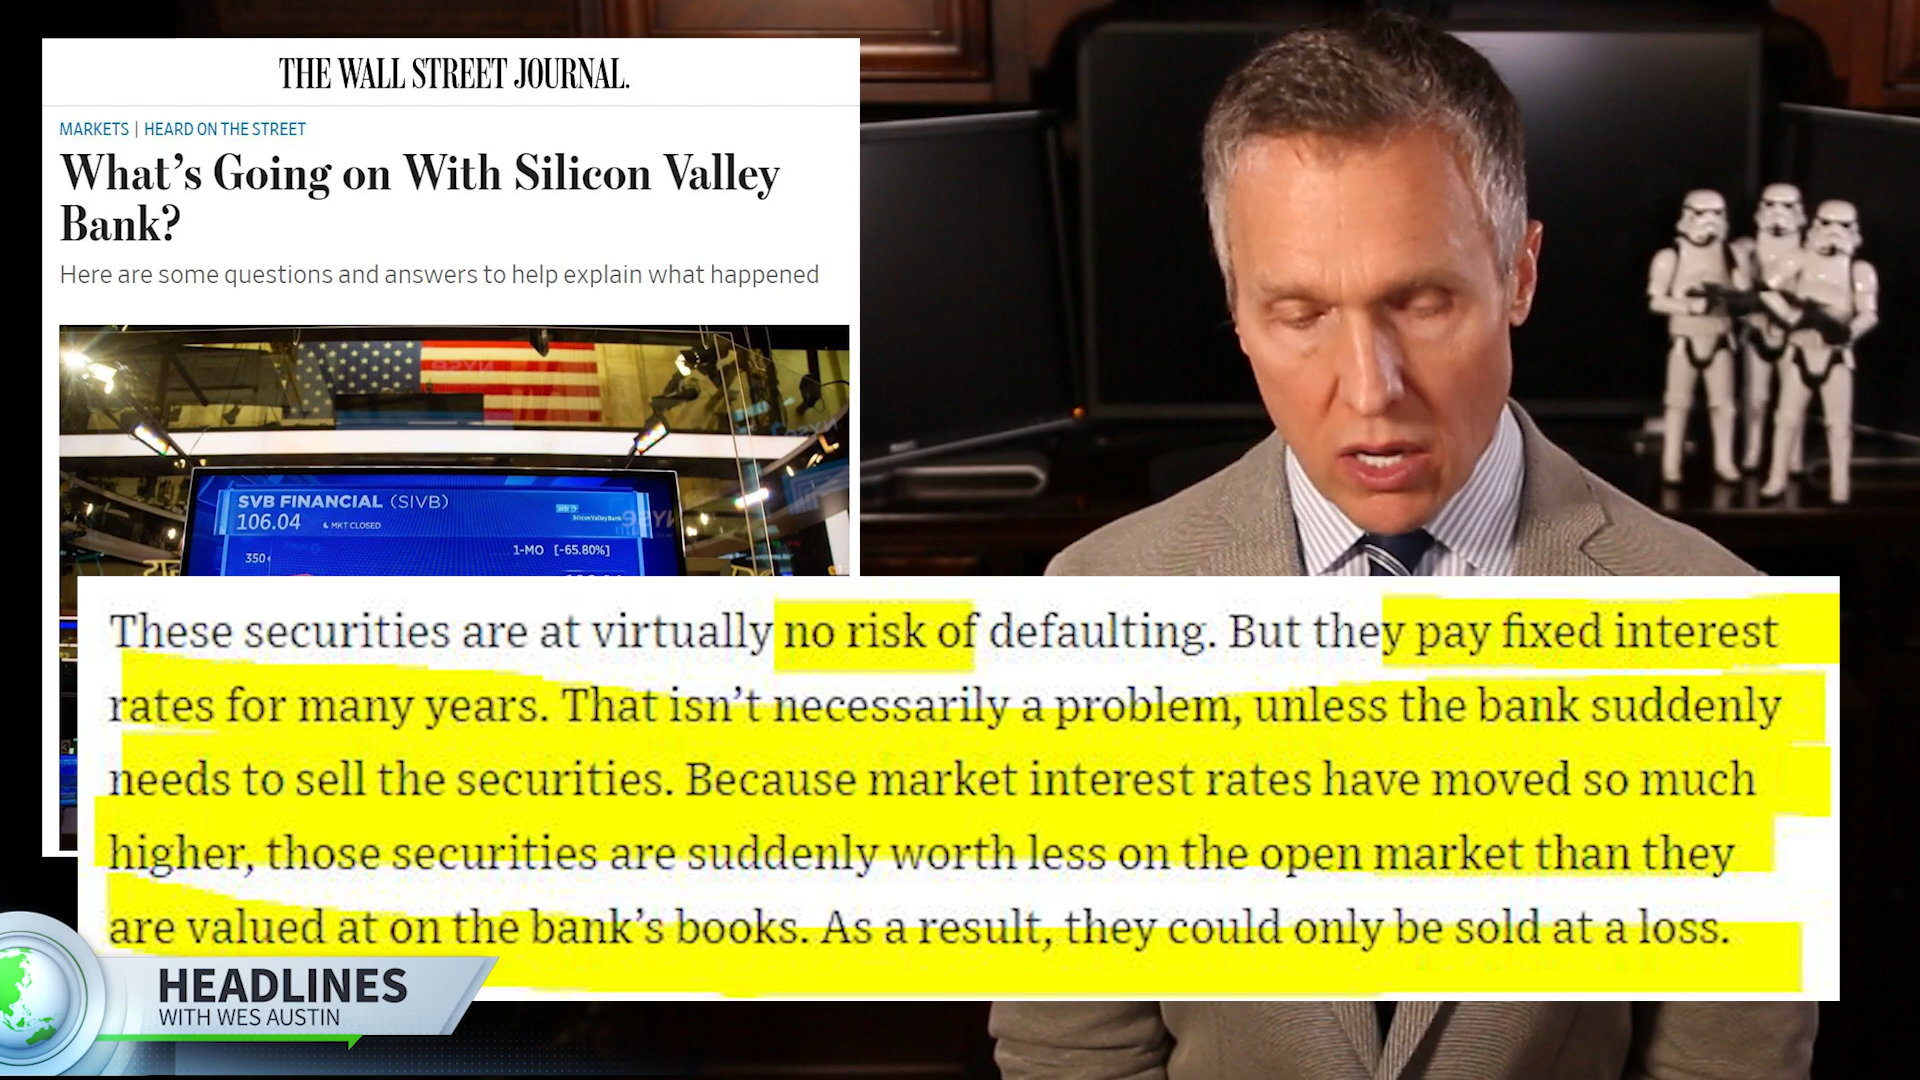 THE WALL STREET JOURNAL.
MARKETS | HEARD ON THE STREET
What's Going on With Silicon Valley
Bank?
Here are some questions and answers to help explain what happened
SVB FINANCIAL (SIVB)
106.04 MKT CLOSED
1-MO [-65.80%]
350
These securities are at virtually no risk of defaulting. But they pay fixed interest
rates for many years. That isn't necessarily a problem, unless the bank suddenly
needs to sell the securities. Because market interest rates have moved so much
higher, those securities are suddenly worth less on the open market than they
are valued at on the bank's books. As a result, they could only be sold at a loss.
HEADLINES
WITH WES AUSTIN